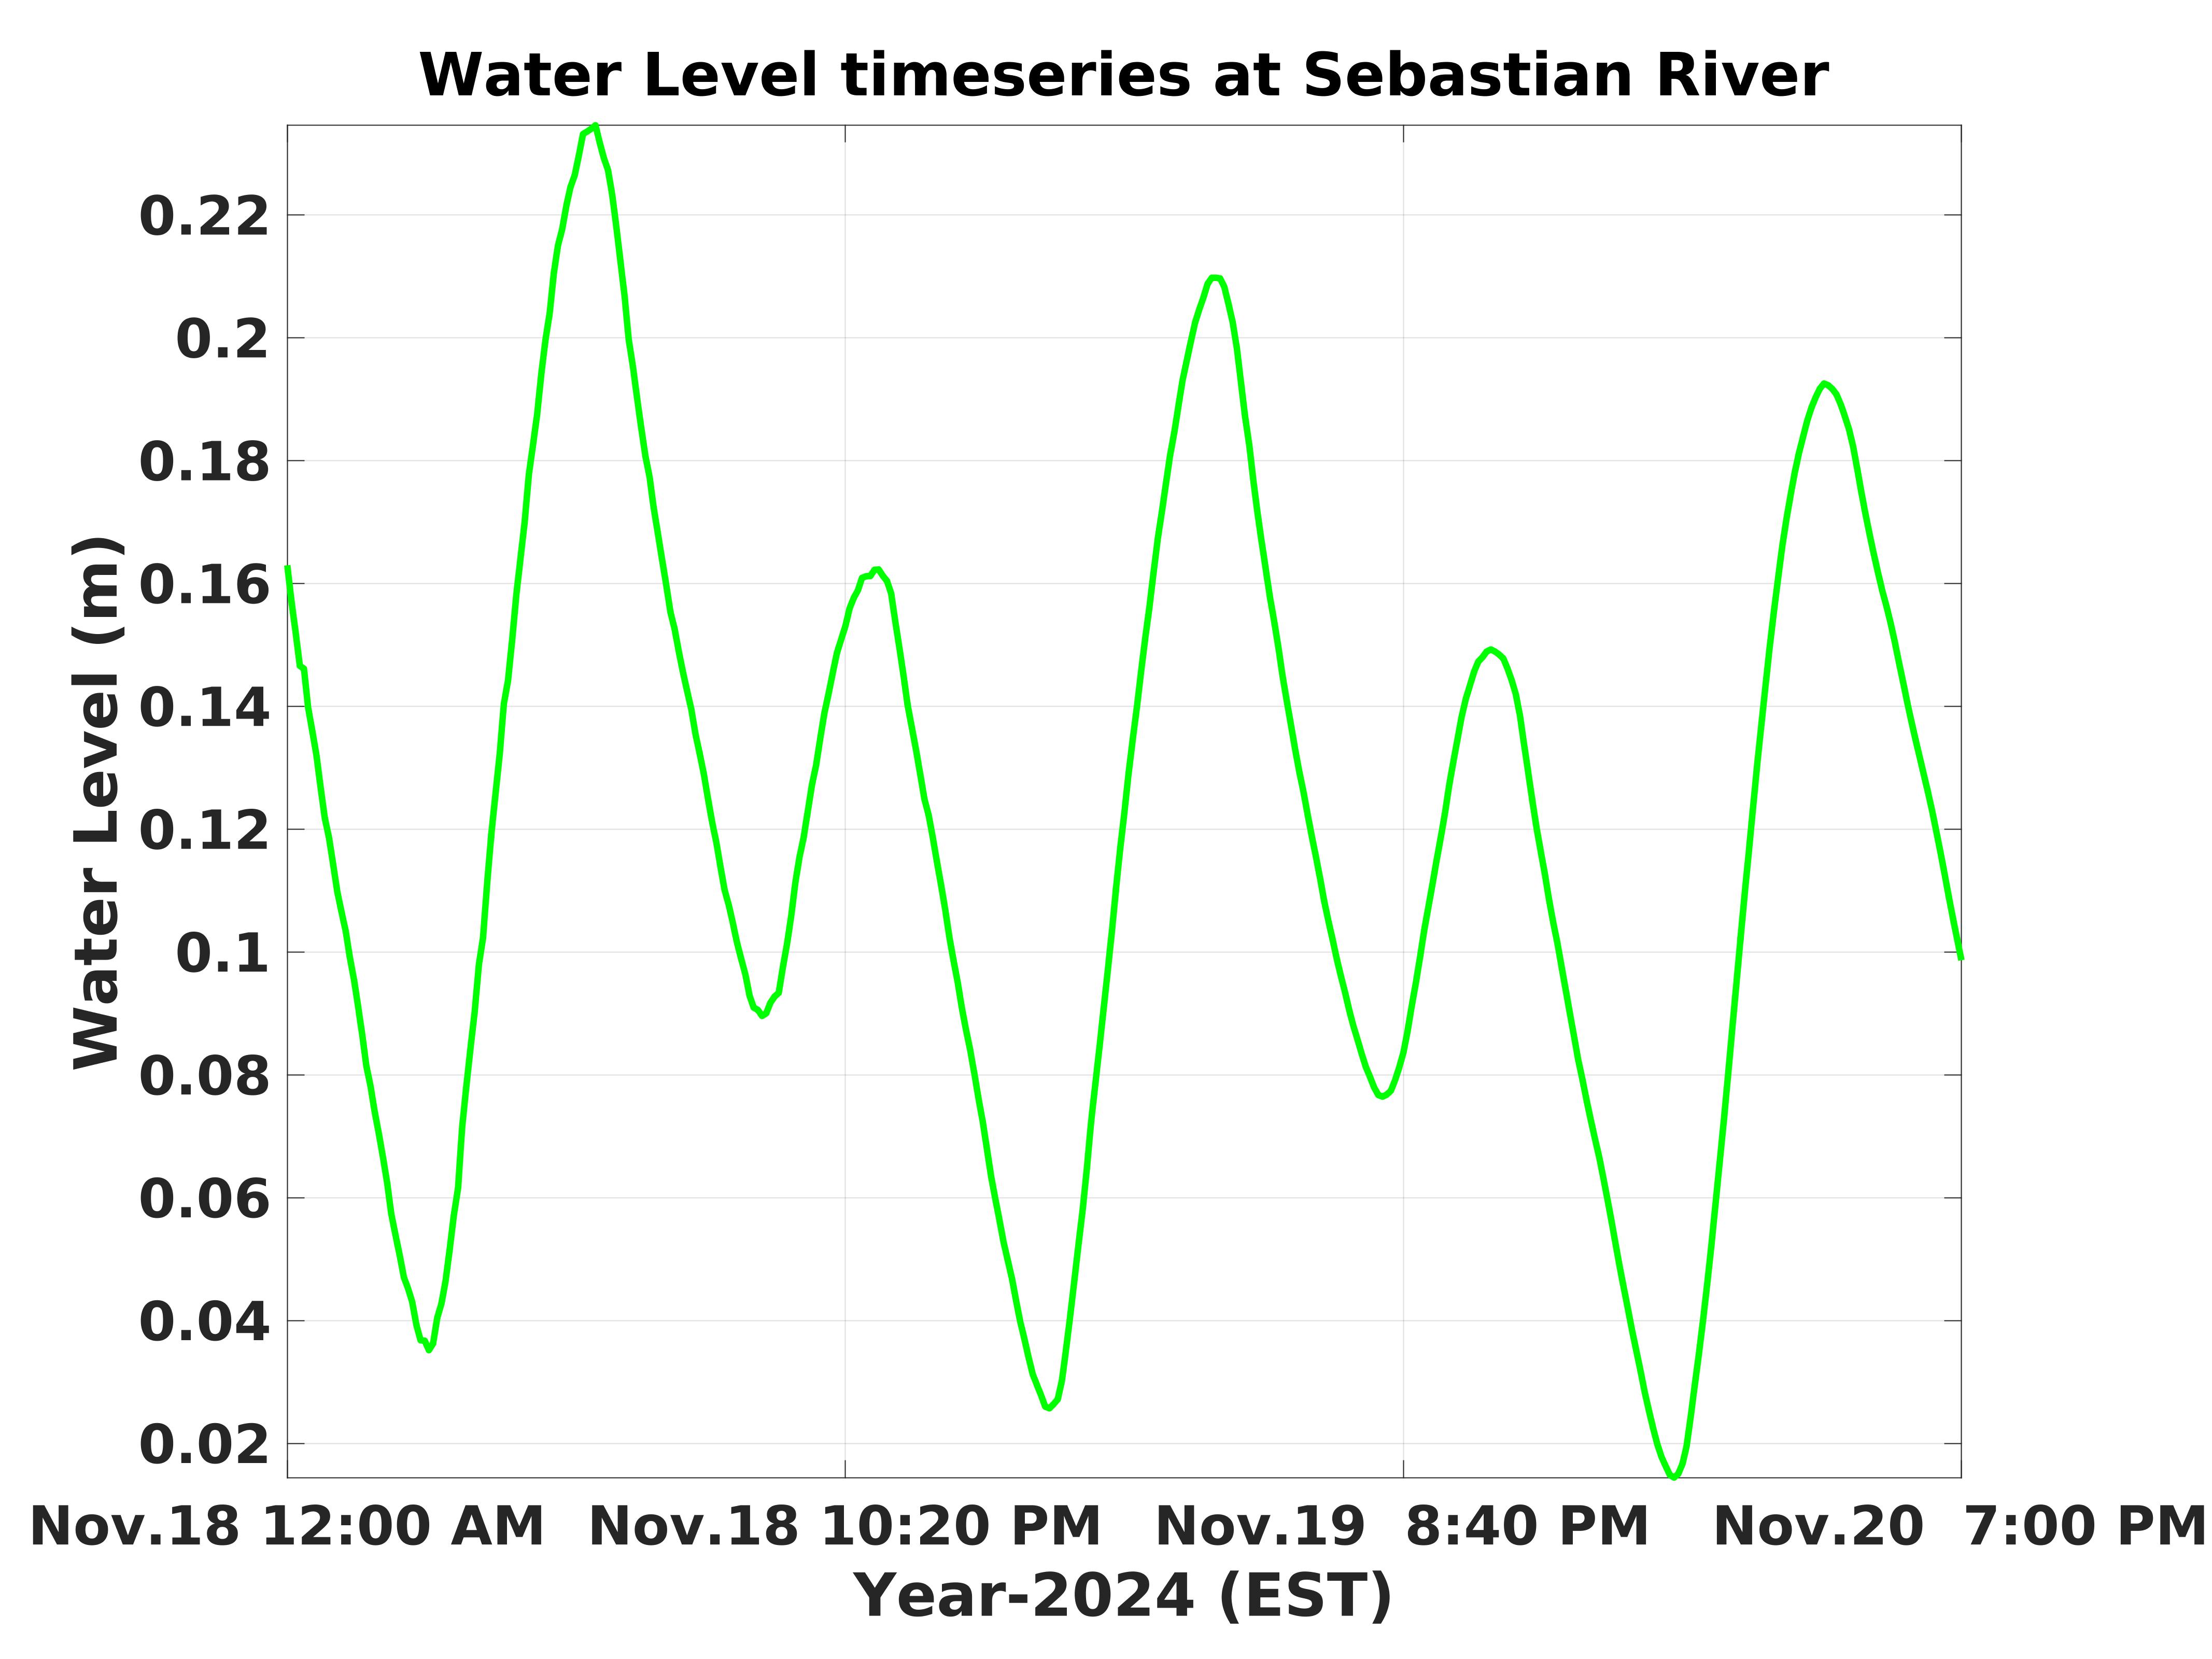 Water Level timeseries at Sebastian River
0.22
0.2
0.18
0.16
0.14
0.12
0.1
0.08
0.06
0.04
0.02
Water Level (m)
Nov.18 12:00 AM Nov.18 10:20 PM Nov.19 8:40 PM Nov.20 7:00 PM
Year-2024 (EST)